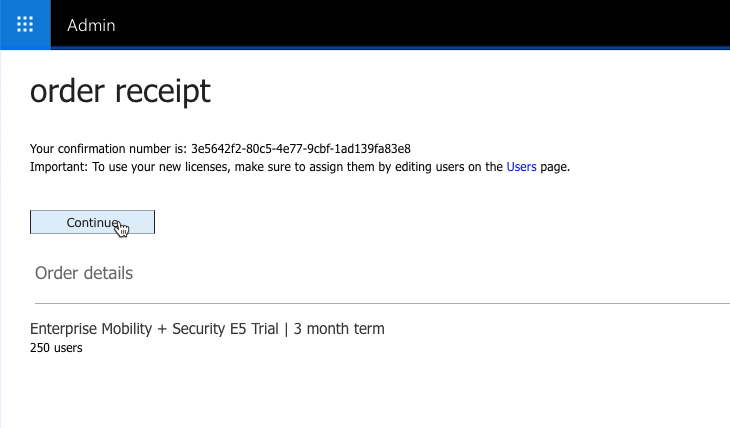 Admin
order receipt
Your confirmation number is: 3e5642f2-80c5-4e77-9cbf-1ad139fa83e8
Important: To use your new licenses, make sure to assign them by editing users on the Users page.
Continue
Order details
Enterprise Mobility + Security E5 Trial | 3 month term
250 users